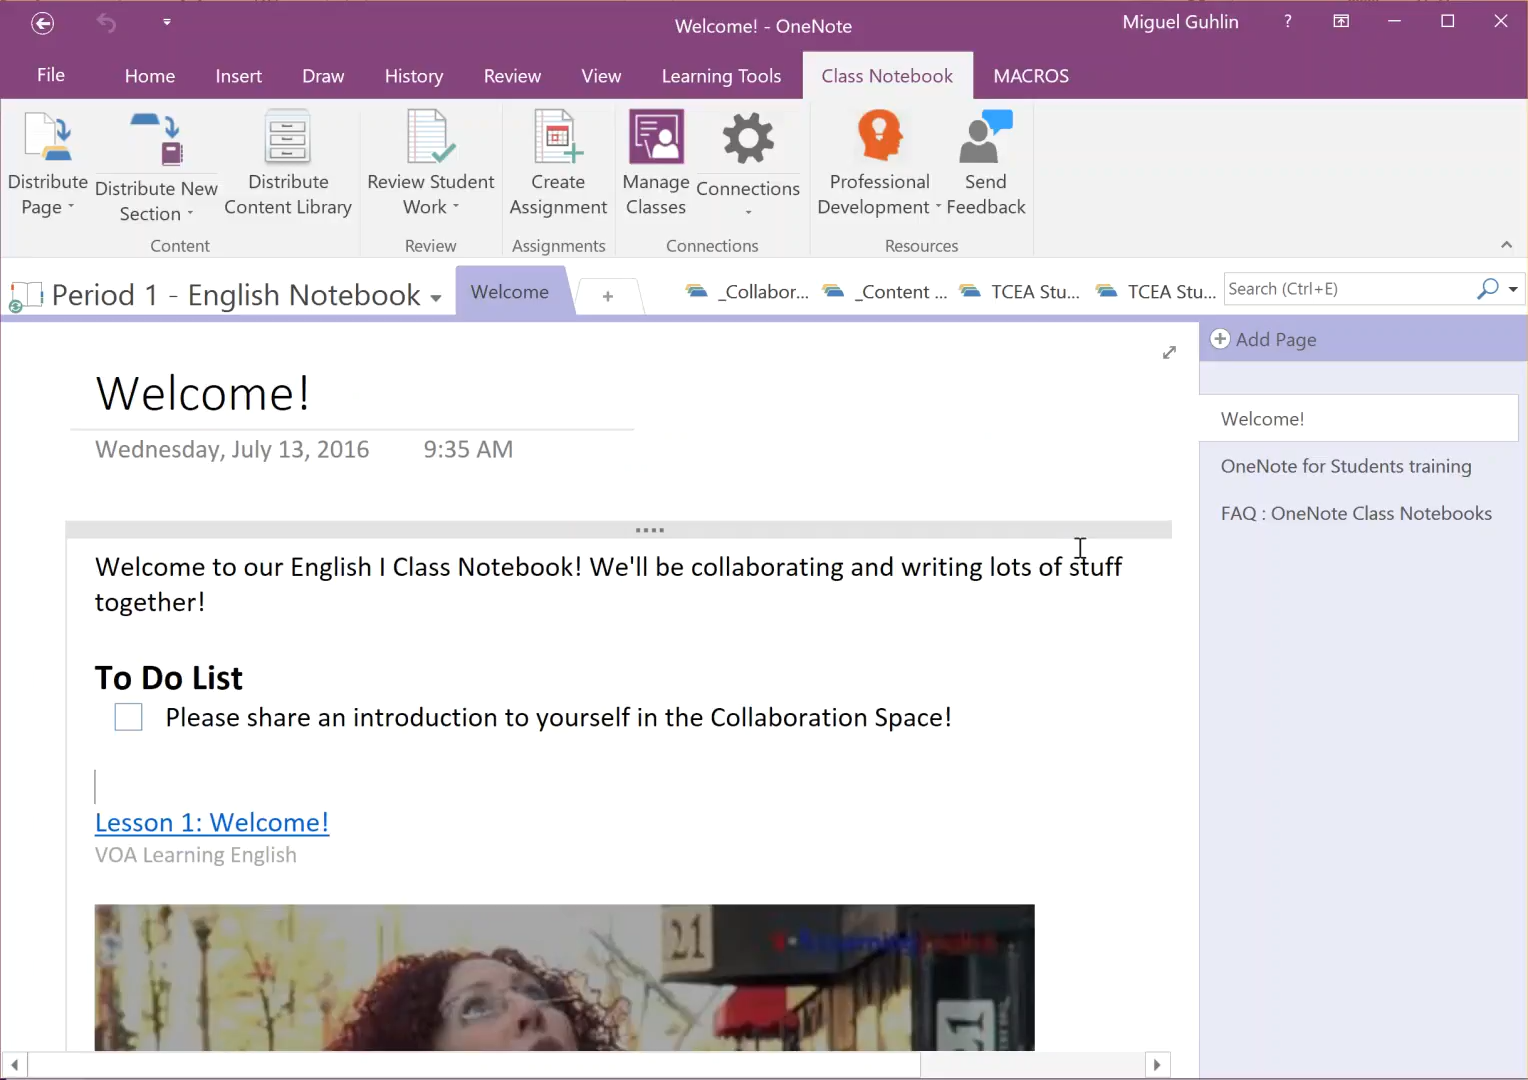 Welcome! - OneNote
Miguel Guhlin
?
File
Home
Insert
Draw
History
Review
View
Learning Tools
Class Notebook
MACROS
Distribute
Page
Distribute New
Section
Distribute
Content Library
Content
Review Student
Work
Review
Create
Assignment
Assignments
Manage
Classes
Connections
Connections
Professional
Development
Send
Feedback
Resources
Period 1 - English Notebook
Welcome
+
_Collabor...
_Content ...
TCEA Stu...
TCEA Stu...
Search (Ctrl+E)
Add Page
Welcome!
OneNote for Students training
FAQ : OneNote Class Notebooks
Welcome!
Wednesday, July 13, 2016
9:35 AM
Welcome to our English I Class Notebook! We'll be collaborating and writing lots of stuff
together!
To Do List
Please share an introduction to yourself in the Collaboration Space!
Lesson 1: Welcome!
VOA Learning English
21
21